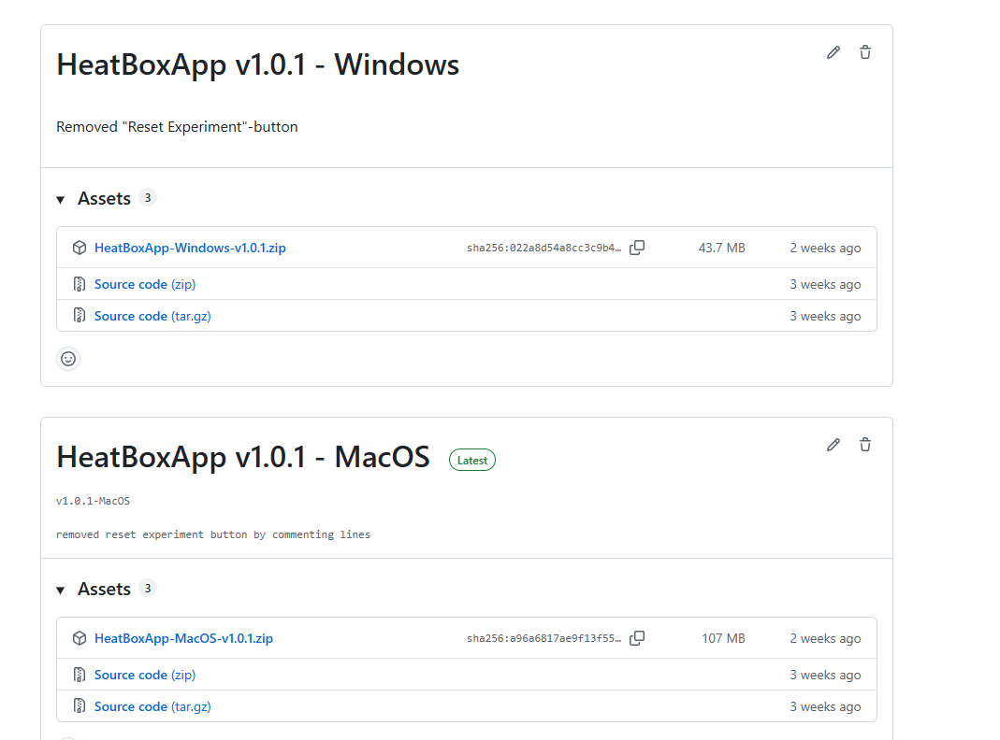 HeatBoxApp v1.0.1 - Windows
Removed "Reset Experiment"-button
Assets 3
HeatBoxApp-Windows-v1.0.1.zip sha256:022a8d54a8cc3c9b4… 43.7 MB 2 weeks ago
Source code (zip) 3 weeks ago
Source code (tar.gz) 3 weeks ago
HeatBoxApp v1.0.1 - MacOS Latest
v1.0.1-MacOS
removed reset experiment button by commenting lines
Assets 3
HeatBoxApp-MacOS-v1.0.1.zip sha256:a96a6817ae9f13f55… 107 MB 2 weeks ago
Source code (zip) 3 weeks ago
Source code (tar.gz) 3 weeks ago